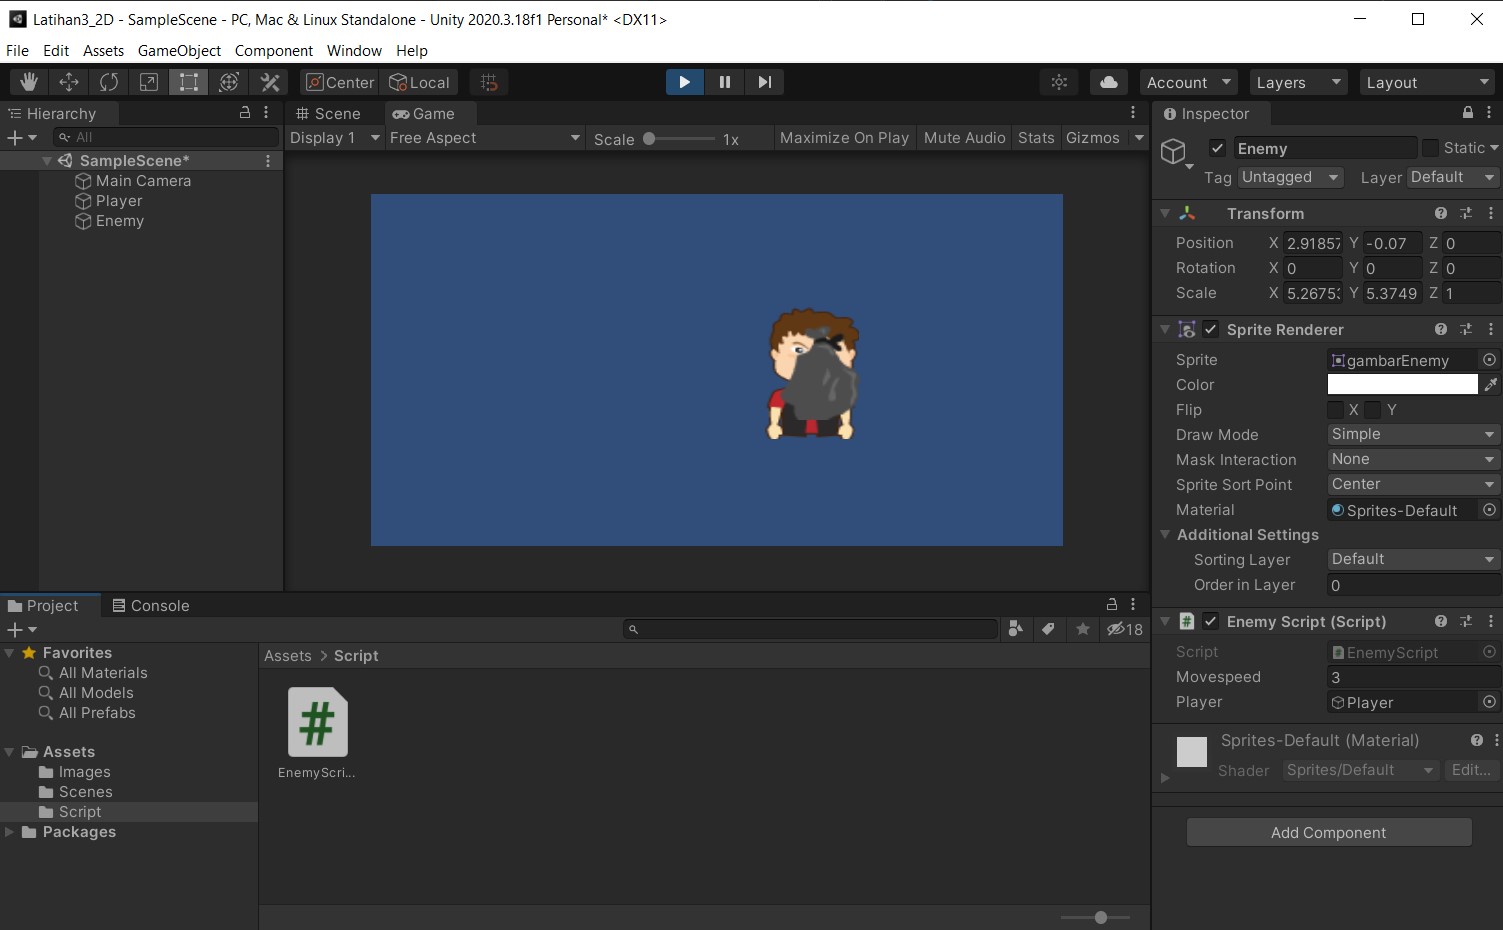 Latihan3_2D - SampleScene - PC, Mac & Linux Standalone - Unity 2020.3.18f1 Personal* <DX11>
File Edit Assets GameObject Component Window Help
Center Local Account Layers Layout
Hierarchy
All
SampleScene*
Main Camera
Player
Enemy
Scene Game
Display 1 Free Aspect Scale 1x Maximize On Play Mute Audio Stats Gizmos
Inspector
Enemy Static
Tag Untagged Layer Default
Transform
Position X 2.91857 Y -0.07 Z 0
Rotation X 0 Y 0 Z 0
Scale X 5.26753 Y 5.3749 Z 1
Sprite Renderer
Sprite gambarEnemy
Color
Flip X Y
Draw Mode Simple
Mask Interaction None
Sprite Sort Point Center
Material Sprites-Default
Additional Settings
Sorting Layer Default
Order in Layer 0
# Enemy Script (Script)
Script EnemyScript
Movespeed 3
Player Player
Sprites-Default (Material)
Shader Sprites/Default Edit...
Add Component
Project Console
18
Favorites
All Materials
All Models
All Prefabs
Assets
Images
Scenes
Script
Packages
Assets > Script
#
EnemyScri...